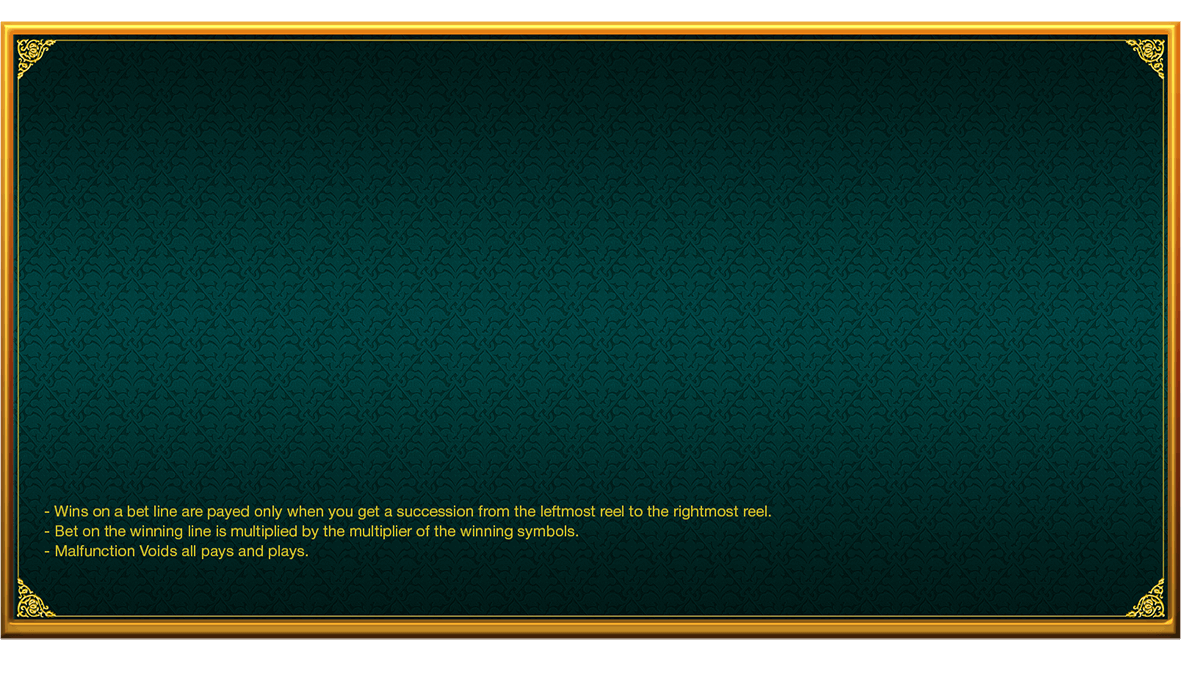 - Wins on a bet line are payed only when you get a succession from the leftmost reel to the rightmost reel.
- Bet on the winning line is multiplied by the multiplier of the winning symbols.
- Malfunction Voids all pays and plays.